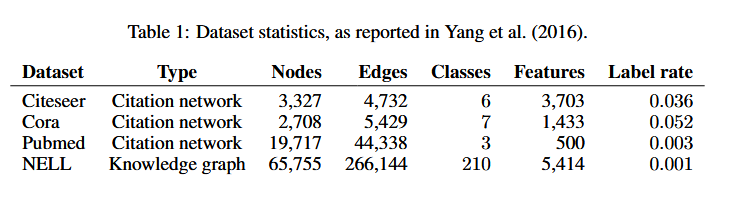 Table 1: Dataset statistics, as reported in Yang et al. (2016).
Dataset Type Nodes Edges Classes Features Label rate
Citeseer Citation network 3,327 4,732 6 3,703 0.036
Cora Citation network 2,708 5,429 7 1,433 0.052
Pubmed Citation network 19,717 44,338 3 500 0.003
NELL Knowledge graph 65,755 266,144 210 5,414 0.001